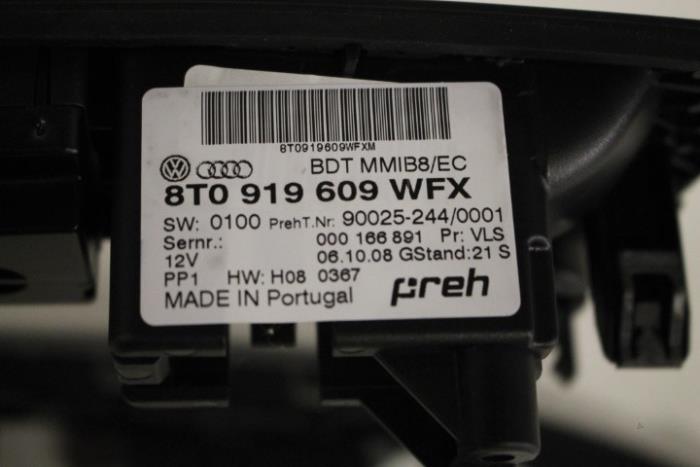 8T0919609WFXM
BDT MMIB8/EC
8T0 919 609 WFX
SW: 0100 PrehT.Nr: 90025-244/0001
Sernr.: 000 166 891 Pr: VLS
12V 06.10.08 GStand:21 S
PP1 HW: H08 0367
MADE IN Portugal preh